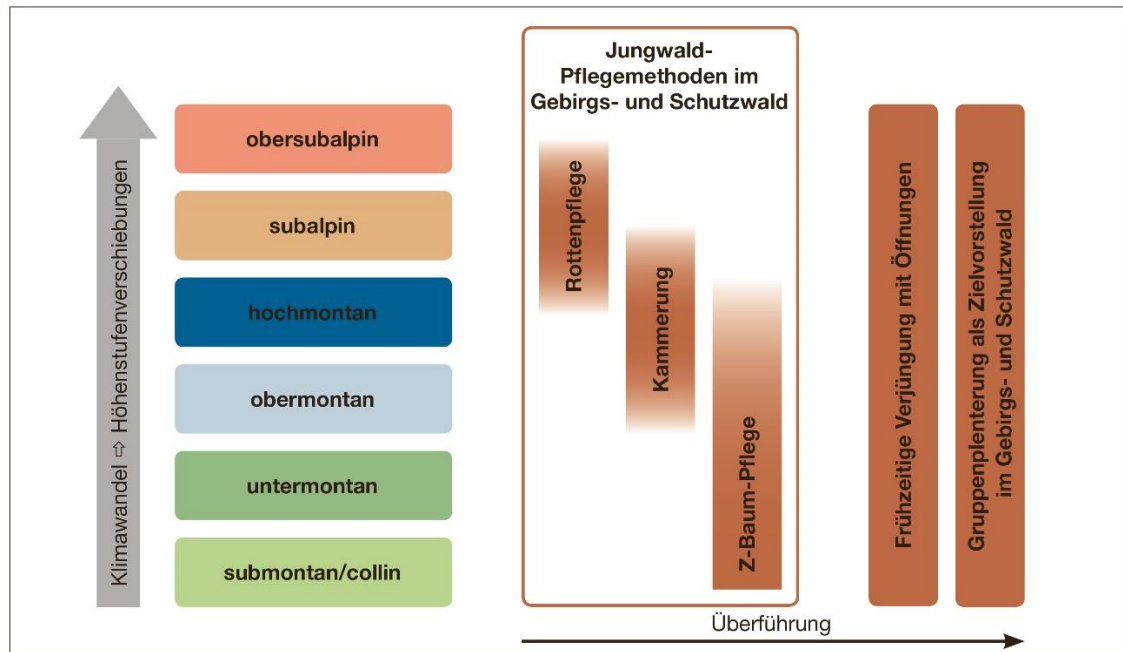 Klimawandel ⇨ Höhenstufenverschiebungen
obersubalpin
subalpin
hochmontan
obermontan
untermontan
submontan/collin
Jungwald-
Pflegemethoden im
Gebirgs- und Schutzwald
Rottenpflege
Kammerung
Z-Baum-Pflege
Frühzeitige Verjüngung mit Öffnungen
Gruppenplenterung als Zielvorstellung
im Gebirgs- und Schutzwald
Überführung